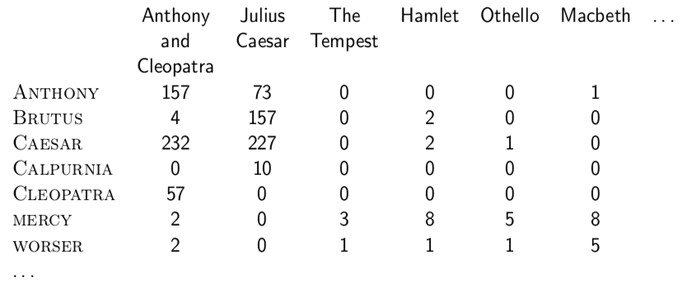 Anthony Julius The Hamlet Othello Macbeth ...
and Caesar Tempest
Cleopatra
ANTHONY 157 73 0 0 0 1
BRUTUS 4 157 0 2 0 0
CAESAR 232 227 0 2 1 0
CALPURNIA 0 10 0 0 0 0
CLEOPATRA 57 0 0 0 0 0
MERCY 2 0 3 8 5 8
WORSER 2 0 1 1 1 5
...